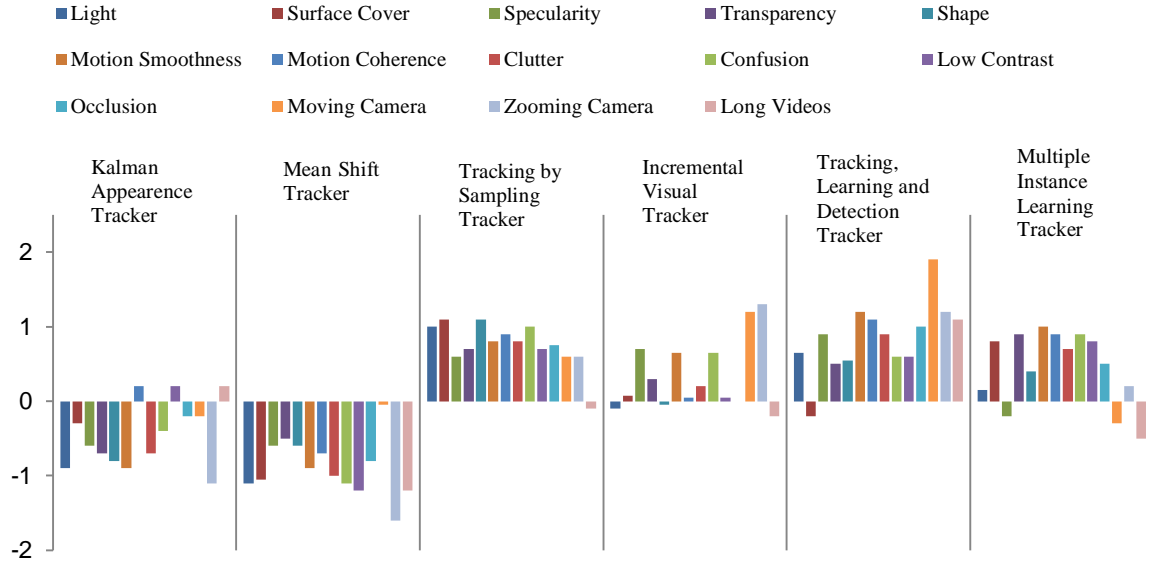 Light Surface Cover Specularity Transparency Shape
Motion Smoothness Motion Coherence Clutter Confusion Low Contrast
Occlusion Moving Camera Zooming Camera Long Videos
Kalman
Appearence
Tracker
Mean Shift
Tracker
Tracking by
Sampling
Tracker
Incremental
Visual
Tracker
Tracking,
Learning and
Detection
Tracker
Multiple
Instance
Learning
Tracker
2
1
0
-1
-2